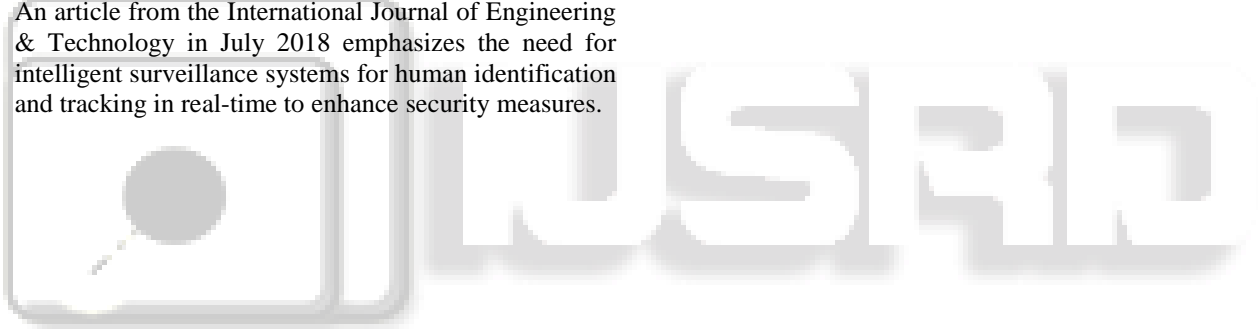 An article from the International Journal of Engineering
& Technology in July 2018 emphasizes the need for
intelligent surveillance systems for human identification
and tracking in real-time to enhance security measures.
IJSRD